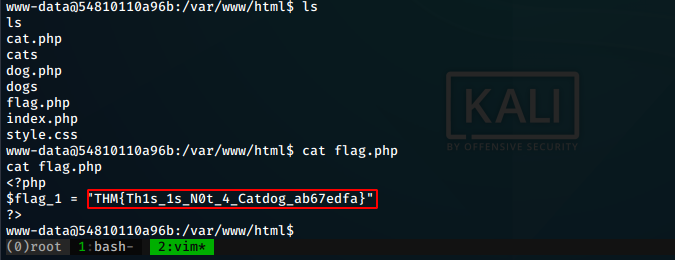 www-data@54810110a96b:/var/www/html$ ls
ls
cat.php
cats
dog.php
dogs
flag.php
index.php
style.css
KALI
BY OFFENSIVE SECURITY
www-data@54810110a96b:/var/www/html$ cat flag.php
cat flag.php
<?php
$flag_1 = "THM{Th1s_1s_N0t_4_Catdog_ab67edfa}"
?>
www-data@54810110a96b:/var/www/html$
(0)root 1:bash- 2:vim*